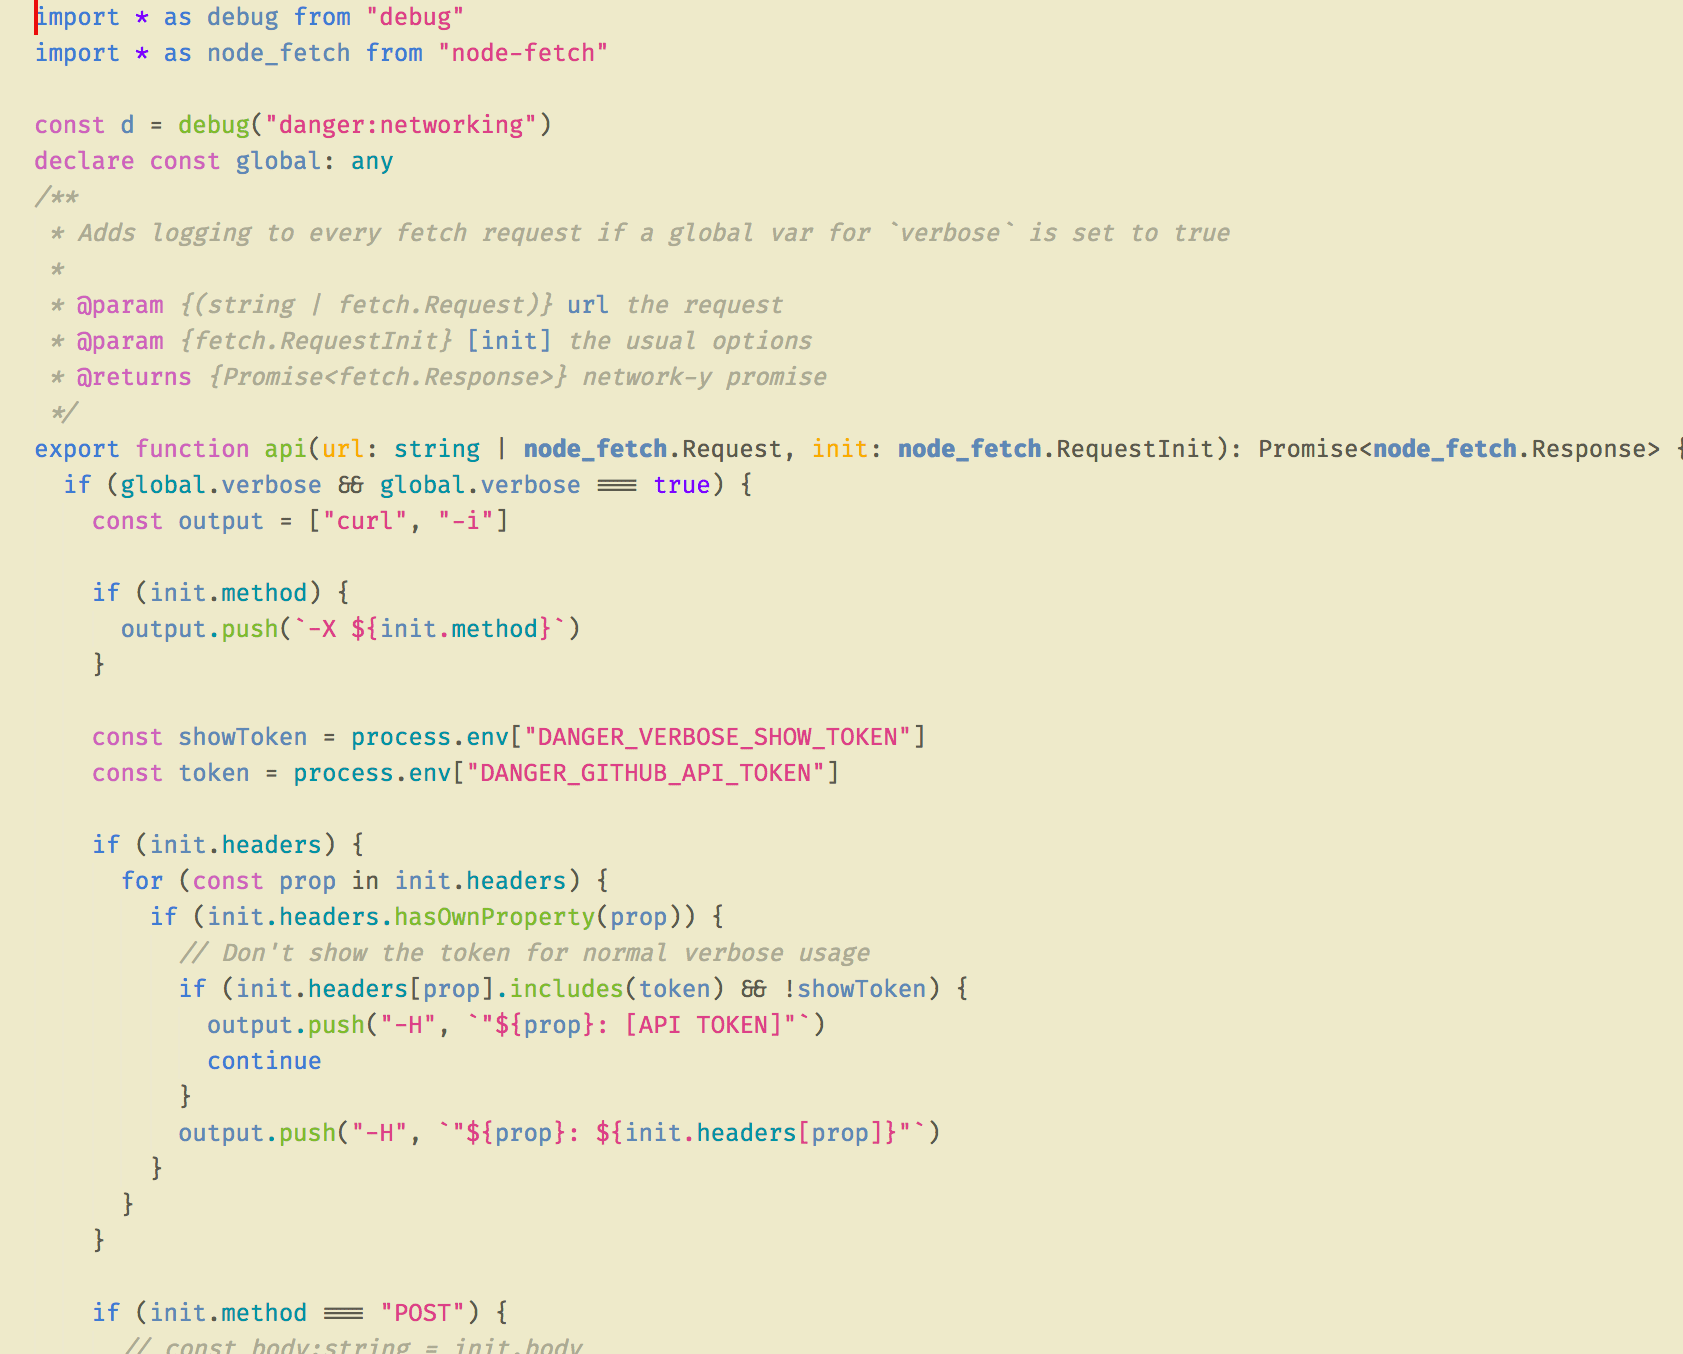 import * as debug from "debug"
import * as node_fetch from "node-fetch"

const d = debug("danger:networking")
declare const global: any
/**
 * Adds logging to every fetch request if a global var for `verbose` is set to true
 *
 * @param {(string | fetch.Request)} url the request
 * @param {fetch.RequestInit} [init] the usual options
 * @returns {Promise<fetch.Response>} network-y promise
 */
export function api(url: string | node_fetch.Request, init: node_fetch.RequestInit): Promise<node_fetch.Response> {
  if (global.verbose && global.verbose === true) {
    const output = ["curl", "-i"]

    if (init.method) {
      output.push(`-X ${init.method}`)
    }

    const showToken = process.env["DANGER_VERBOSE_SHOW_TOKEN"]
    const token = process.env["DANGER_GITHUB_API_TOKEN"]

    if (init.headers) {
      for (const prop in init.headers) {
        if (init.headers.hasOwnProperty(prop)) {
          // Don't show the token for normal verbose usage
          if (init.headers[prop].includes(token) && !showToken) {
            output.push("-H", `"${prop}: [API TOKEN]"`)
            continue
          }
          output.push("-H", `"${prop}: ${init.headers[prop]}"`)
        }
      }
    }

    if (init.method === "POST") {
      // const body:string = init.body